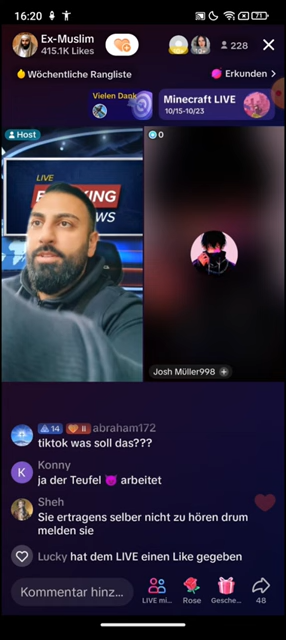 16:20
71
Ex-Muslim
415.1K Likes
228
Wöchentliche Rangliste
Erkunden
Vielen Dank
Minecraft LIVE
10/15-10/23
Host
0
LIVE
NEWS
Josh Müller998
14 II abraham172
tiktok was soll das???
K
Konny
ja der Teufel 😈 arbeitet
Sheh
Sie ertragens selber nicht zu hören drum
melden sie
Lucky hat dem LIVE einen Like gegeben
Kommentar hinz...
LIVE mi...
Rose
Gesche...
48